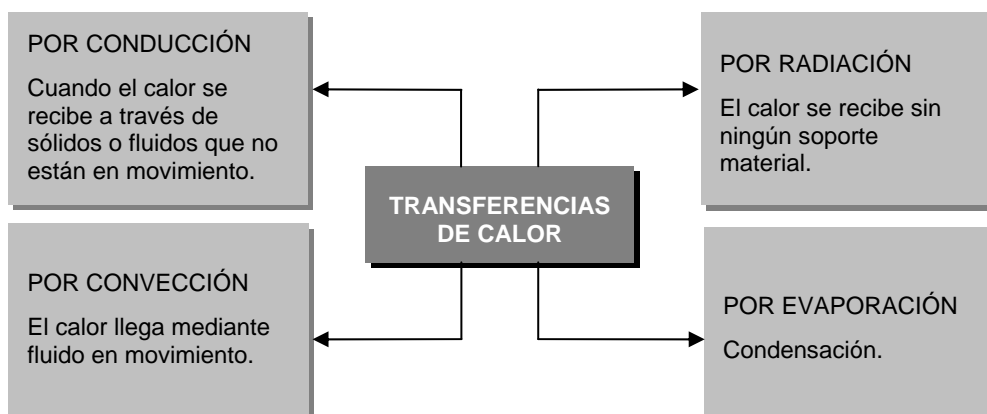 POR CONDUCCIÓN
Cuando el calor se
recibe a través de
sólidos o fluidos que no
están en movimiento.
POR RADIACIÓN
El calor se recibe sin
ningún soporte
material.
TRANSFERENCIAS
DE CALOR
POR CONVECCIÓN
El calor llega mediante
fluido en movimiento.
POR EVAPORACIÓN
Condensación.